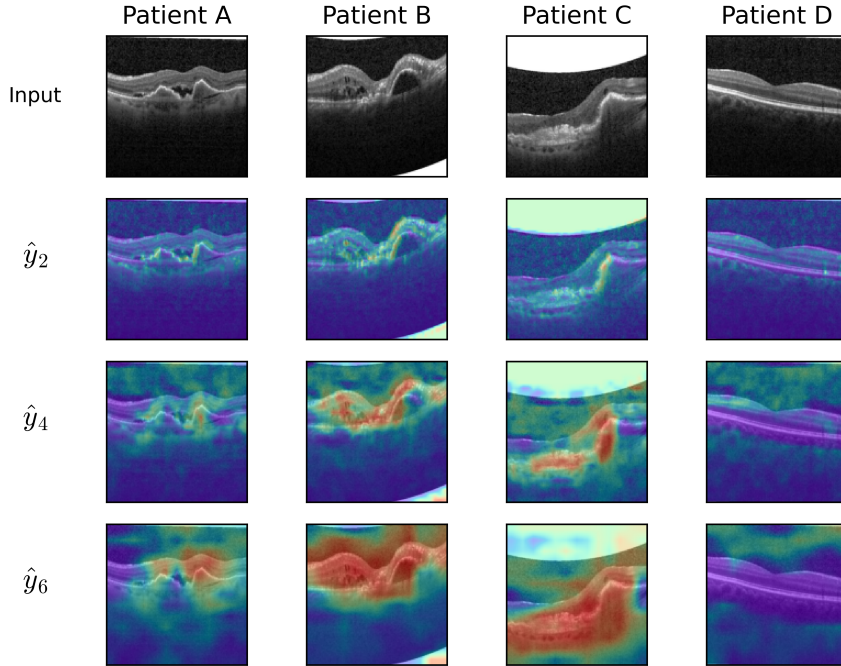 Patient A Patient B Patient C Patient D
Input
ŷ₂
ŷ₄
ŷ₆